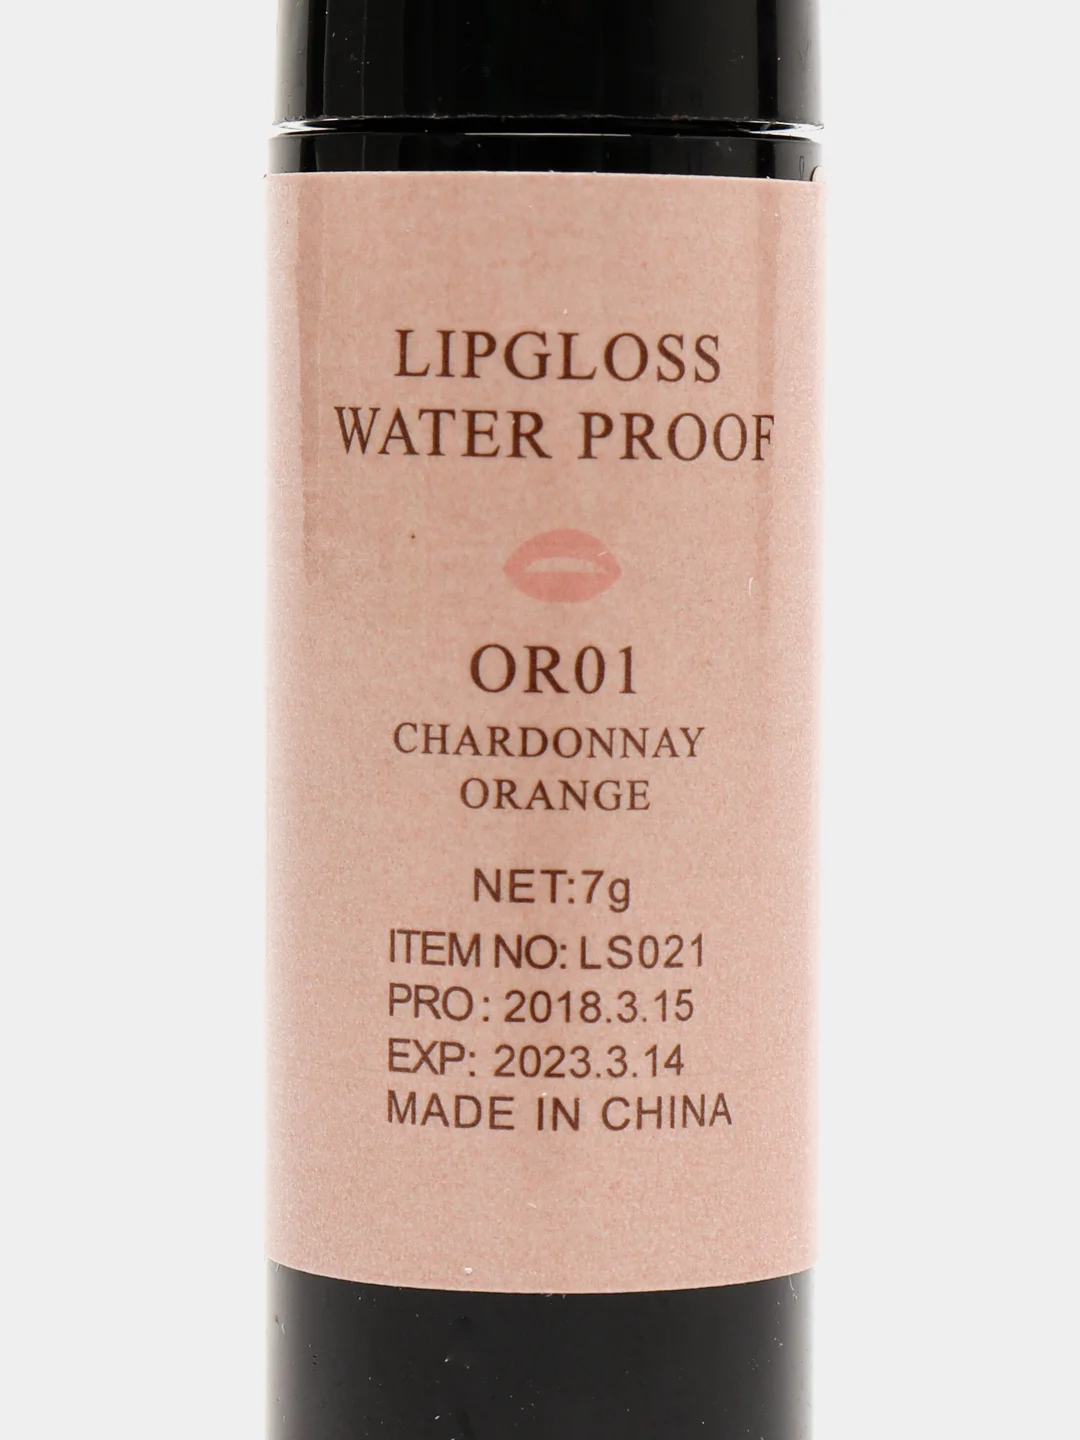 LIPGLOSS
WATER PROOF
OR01
CHARDONNAY
ORANGE
NET:7g
ITEM NO: LS021
PRO: 2018.3.15
EXP: 2023.3.14
MADE IN CHINA